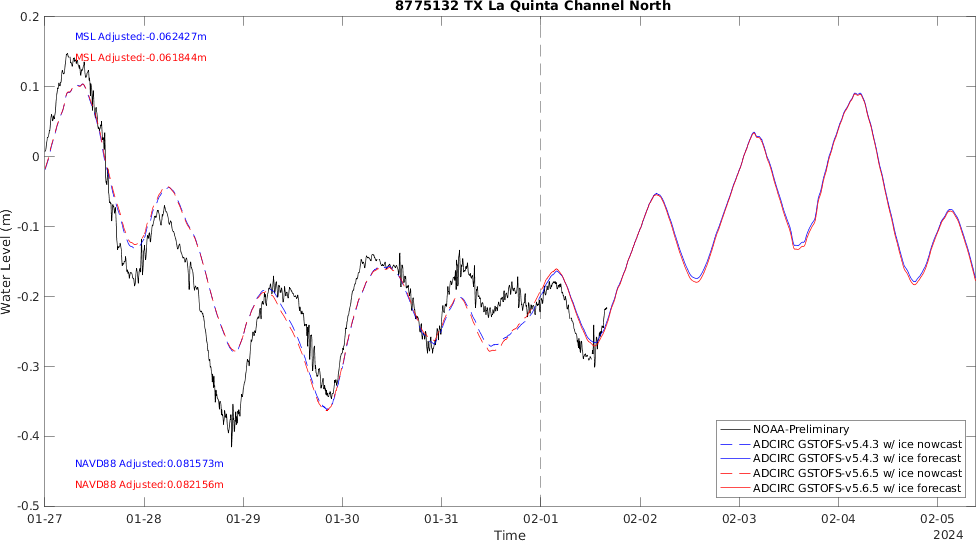 8775132 TX La Quinta Channel North
MSL Adjusted:-0.062427m
MSL Adjusted:-0.061844m
0.2
0.1
0
-0.1
-0.2
-0.3
-0.4
-0.5
Water Level (m)
NAVD88 Adjusted:0.081573m
NAVD88 Adjusted:0.082156m
NOAA-Preliminary
ADCIRC GSTOFS-v5.4.3 w/ ice nowcast
ADCIRC GSTOFS-v5.4.3 w/ ice forecast
ADCIRC GSTOFS-v5.6.5 w/ ice nowcast
ADCIRC GSTOFS-v5.6.5 w/ ice forecast
01-27 01-28 01-29 01-30 01-31 02-01 02-02 02-03 02-04 02-05
Time
2024